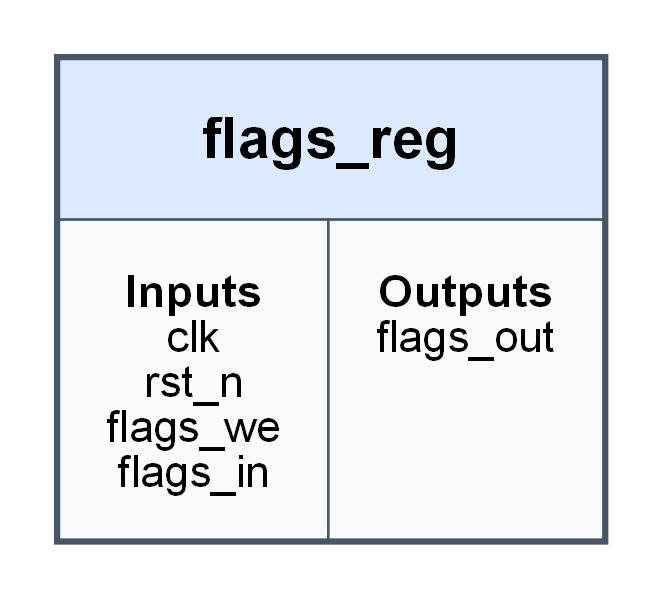 flags_reg
Inputs
clk
rst_n
flags_we
flags_in
Outputs
flags_out